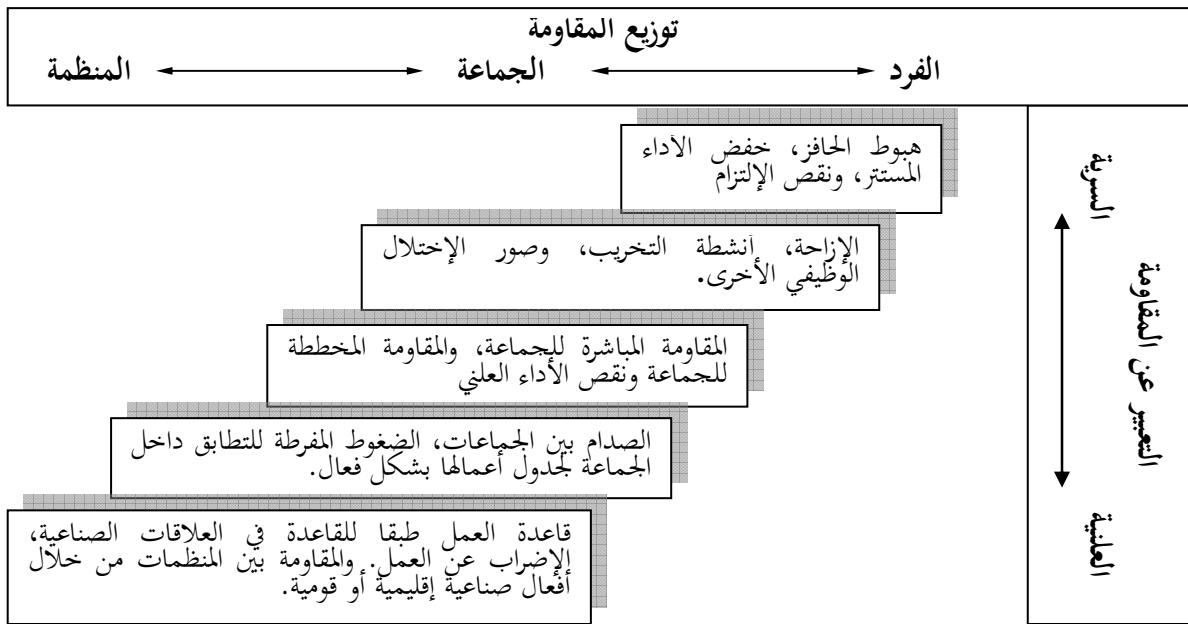 توزيع المقاومة
الفرد الجماعة المنظمة
هبوط الحافز، خفض الآداء
المستتر، ونقص الإلتزام
الإزاحة، أنشطة التخريب، وصور الإختلال
الوظيفي الأخرى.
المقاومة المباشرة للجماعة، والمقاومة المخططة
للجماعة ونقص الأداء العلني
الصدام بين الجماعات، الضغوط المفرطة للتطابق داخل
الجماعة لجدول أعمالها بشكل فعال.
قاعدة العمل طبقا للقاعدة في العلاقات الصناعية،
الإضراب عن العمل. والمقاومة بين المنظمات من خلال
أفعال صناعية إقليمية أو قومية.
السرية
التعبير عن المقاومة
العلنية